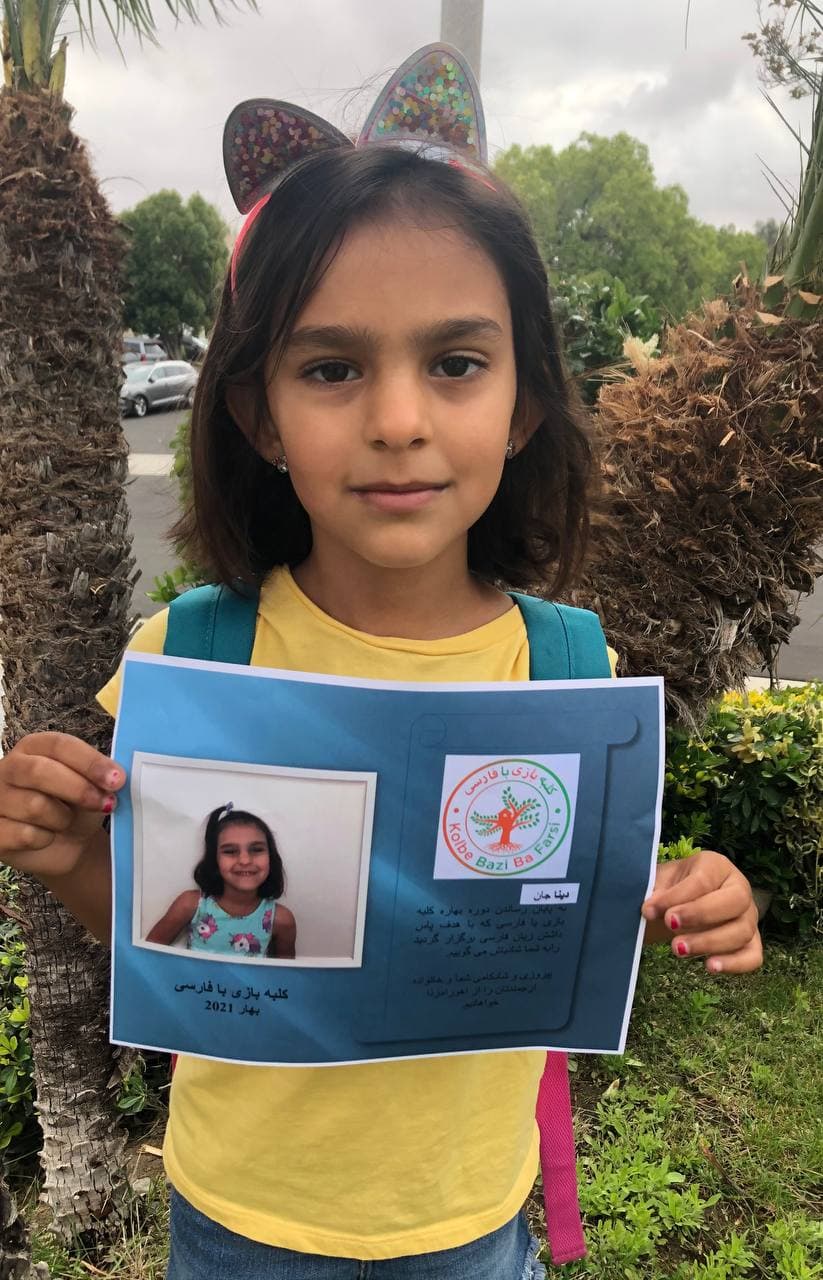 کلبه بازی با فارسی
Kolbe Bazi Ba Farsi
دینا جان
به پایان رساندن دوره بهاره کلبه
بازی با فارسی که با هدف پاس
داشتن زبان فارسی برگزار گردید
رابه شما شادباش می گوییم.
پیروزی و شادکامی شما و خانواده
ارجمندتان را از اهورامزدا
خواهانیم.
کلبه بازی با فارسی
بهار 2021